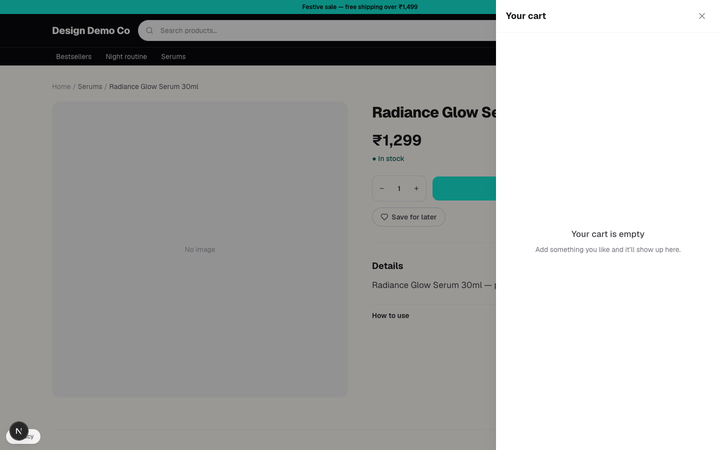 Festive sale — free shipping over ₹1,499
Design Demo Co
Search products...
Bestsellers Night routine Serums
Home / Serums / Radiance Glow Serum 30ml
No image
Radiance Glow Se
₹1,299
In stock
− 1 +
Save for later
Details
Radiance Glow Serum 30ml —
How to use
N
Your cart
Your cart is empty
Add something you like and it'll show up here.